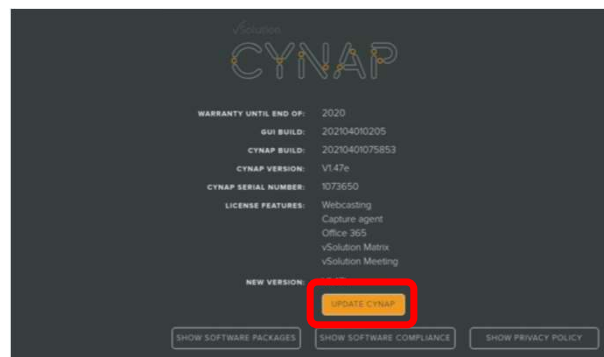 vSolution
CYNAP
WARRANTY UNTIL END OF: 2020
GUI BUILD: 202104010205
CYNAP BUILD: 20210401075853
CYNAP VERSION: V1.47e
CYNAP SERIAL NUMBER: 1073650
LICENSE FEATURES: Webcasting
Capture agent
Office 365
vSolution Matrix
vSolution Meeting
NEW VERSION:
UPDATE CYNAP
SHOW SOFTWARE PACKAGES SHOW SOFTWARE COMPLIANCE SHOW PRIVACY POLICY